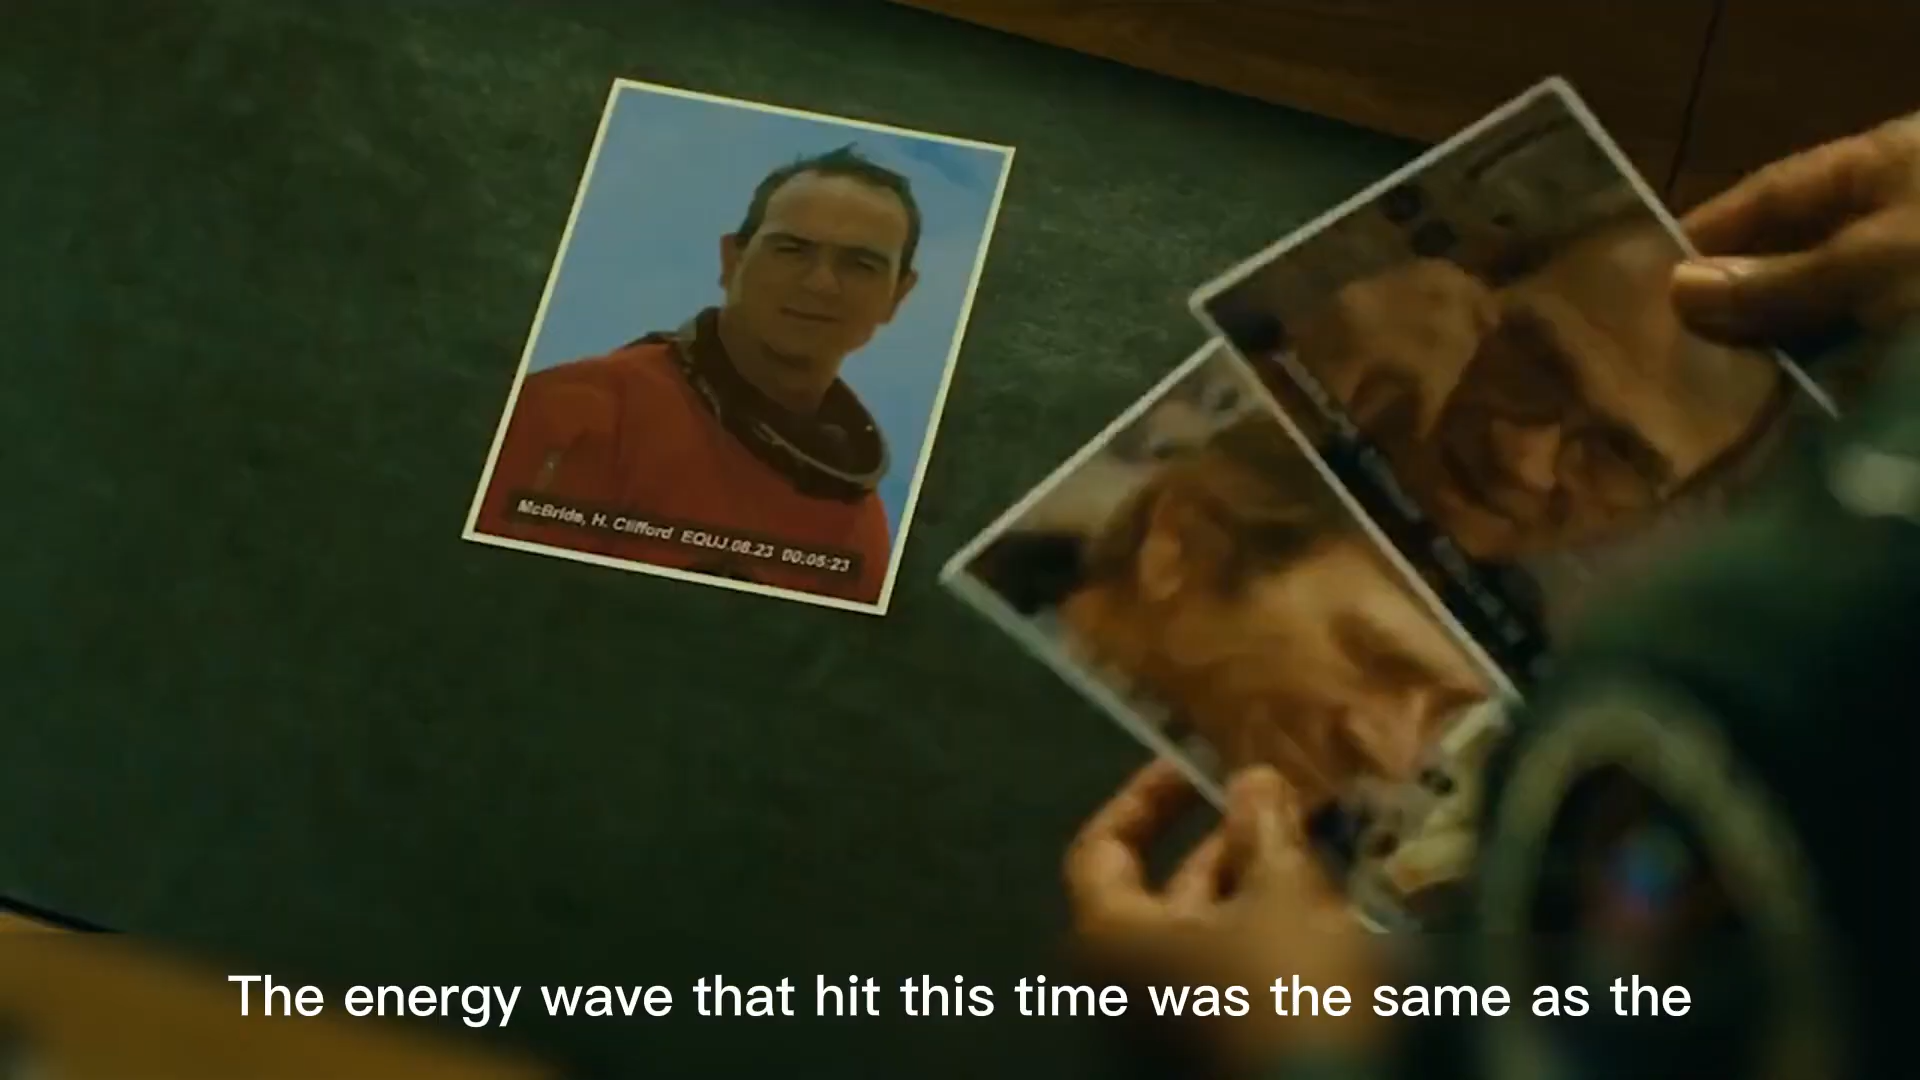 McBride, H. Clifford EQUJ.08.23 00:05:23
The energy wave that hit this time was the same as the